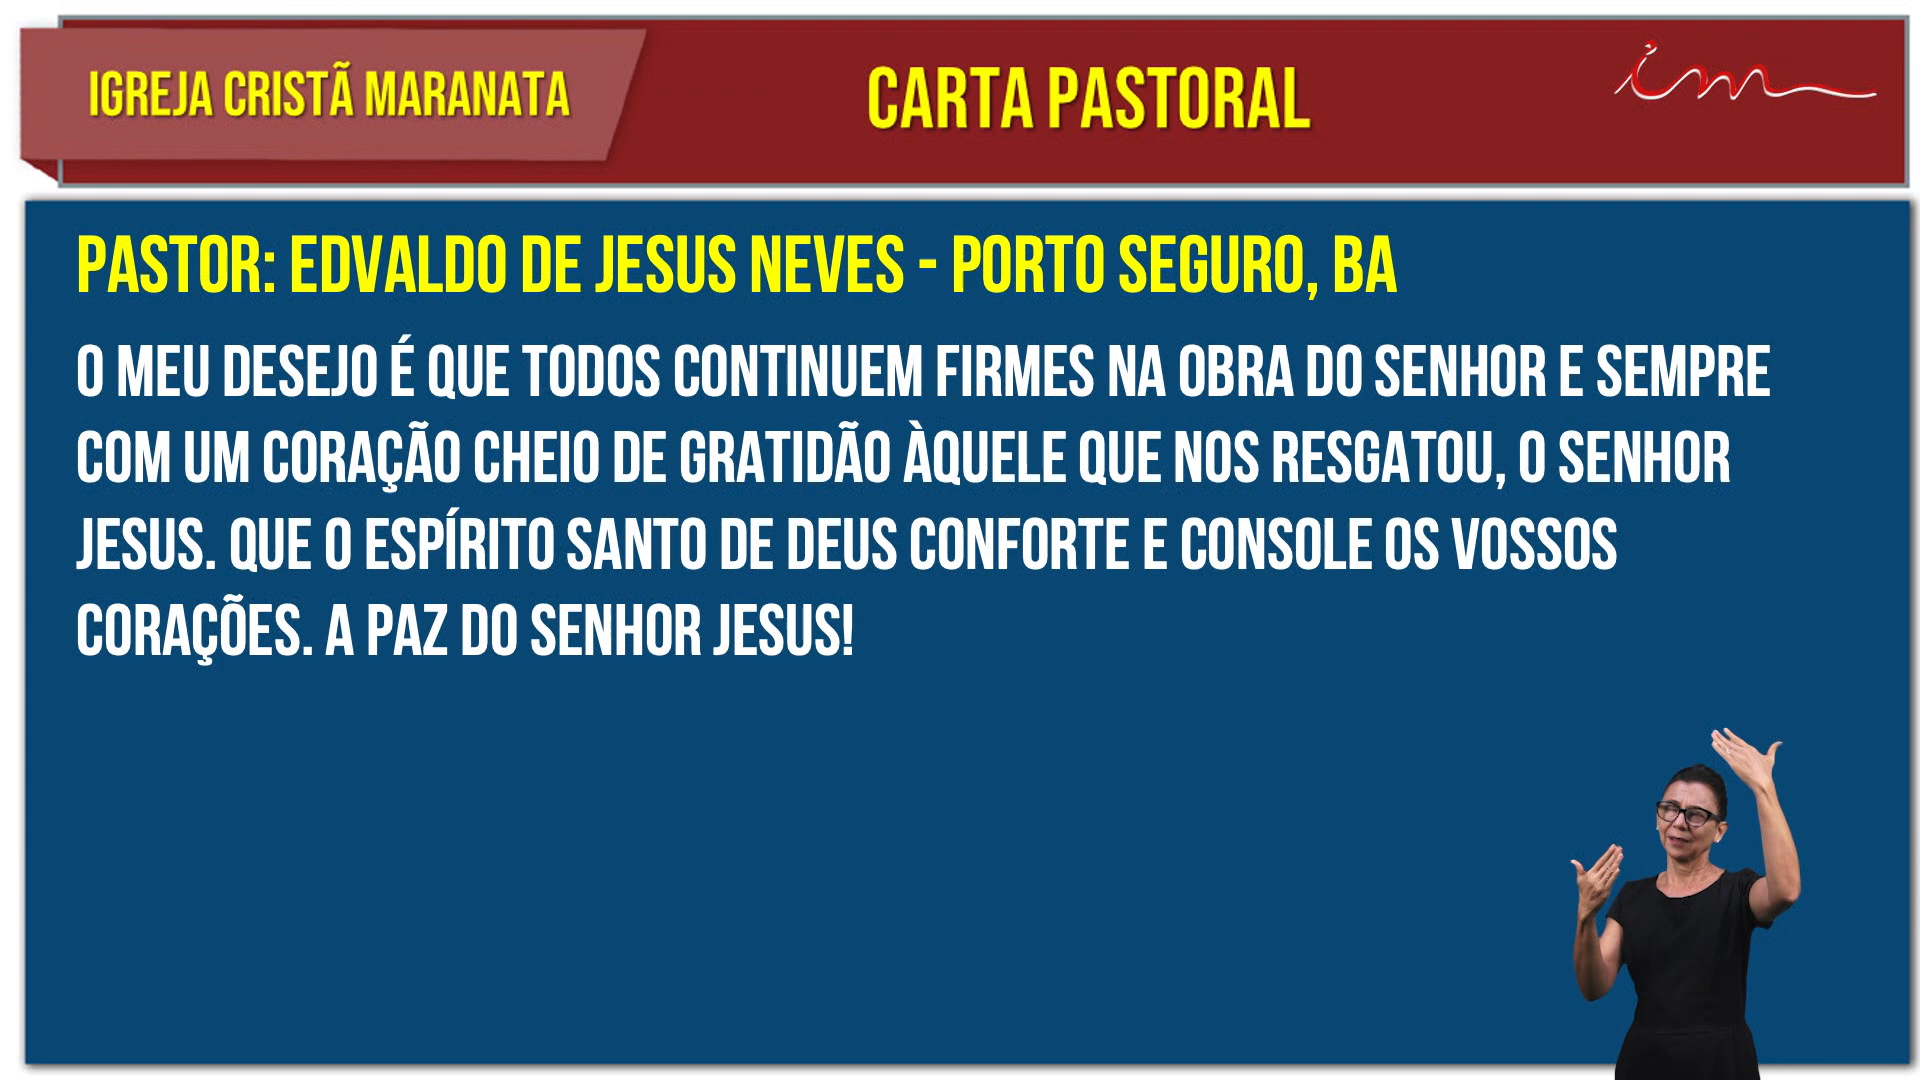 IGREJA CRISTÃ MARANATA
CARTA PASTORAL
im
PASTOR: EDVALDO DE JESUS NEVES - PORTO SEGURO, BA
O MEU DESEJO É QUE TODOS CONTINUEM FIRMES NA OBRA DO SENHOR E SEMPRE
COM UM CORAÇÃO CHEIO DE GRATIDÃO ÀQUELE QUE NOS RESGATOU, O SENHOR
JESUS. QUE O ESPÍRITO SANTO DE DEUS CONFORTE E CONSOLE OS VOSSOS
CORAÇÕES. A PAZ DO SENHOR JESUS!